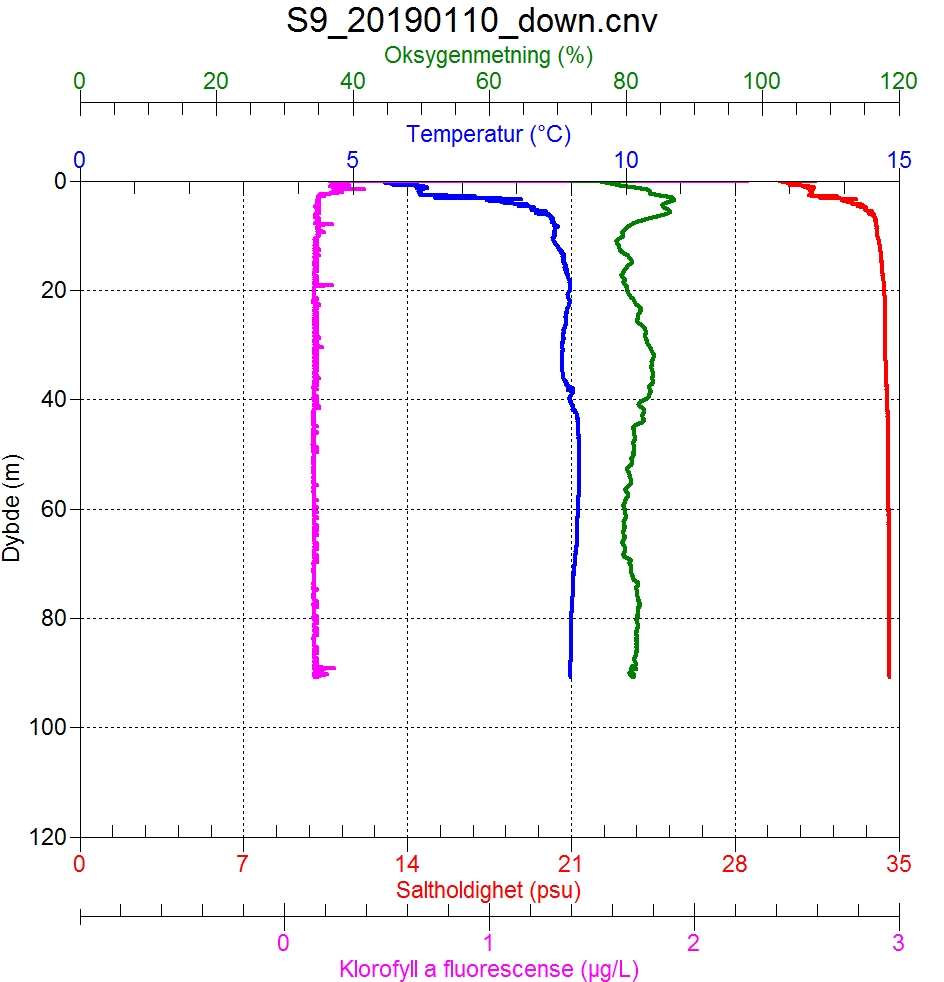 S9_20190110_down.cnv
Oksygenmetning (%)
0 20 40 60 80 100 120
Temperatur (°C)
0 5 10 15
0
20
40
60
80
100
120
Dybde (m)
0 7 14 21 28 35
Saltholdighet (psu)
0 1 2 3
Klorofyll a fluorescense (µg/L)